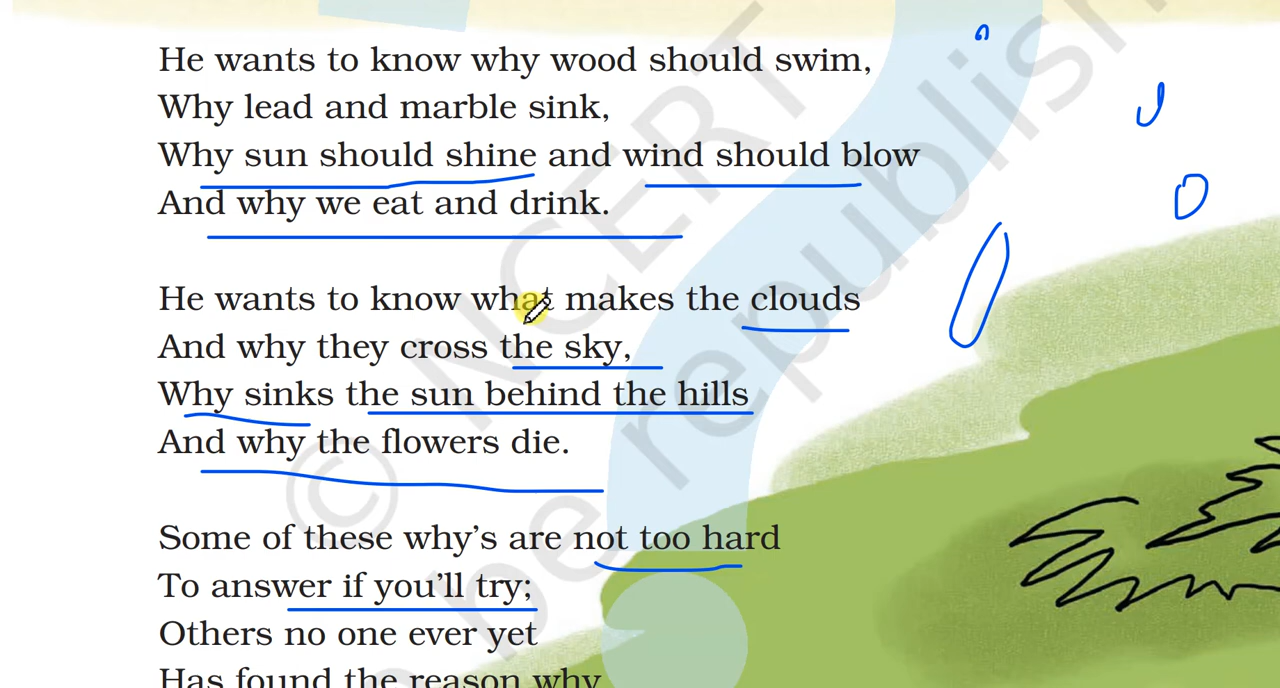 He wants to know why wood should swim,
Why lead and marble sink,
Why sun should shine and wind should blow
And why we eat and drink.
He wants to know what makes the clouds
And why they cross the sky,
Why sinks the sun behind the hills
And why the flowers die.
Some of these why's are not too hard
To answer if you'll try;
Others no one ever yet
Has found the reason why
© NCERT
be republish